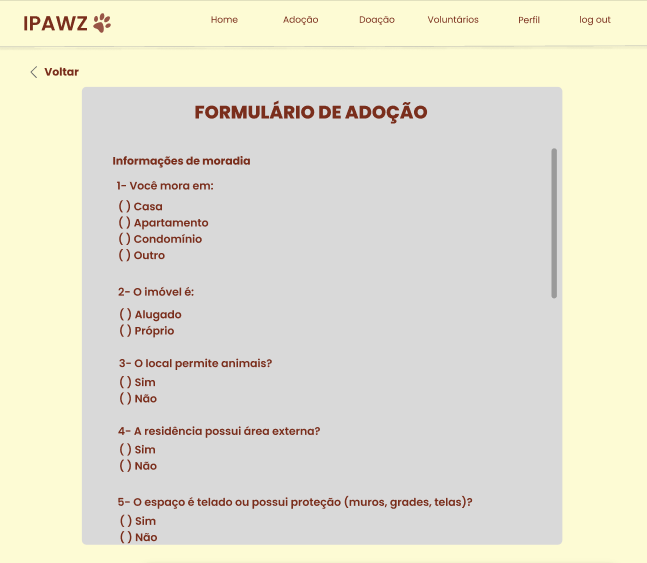 IPAWZ
Home Adoção Doação Voluntários Perfil log out
Voltar
FORMULÁRIO DE ADOÇÃO
Informações de moradia
1- Você mora em:
( ) Casa
( ) Apartamento
( ) Condomínio
( ) Outro
2- O imóvel é:
( ) Alugado
( ) Próprio
3- O local permite animais?
( ) Sim
( ) Não
4- A residência possui área externa?
( ) Sim
( ) Não
5- O espaço é telado ou possui proteção (muros, grades, telas)?
( ) Sim
( ) Não